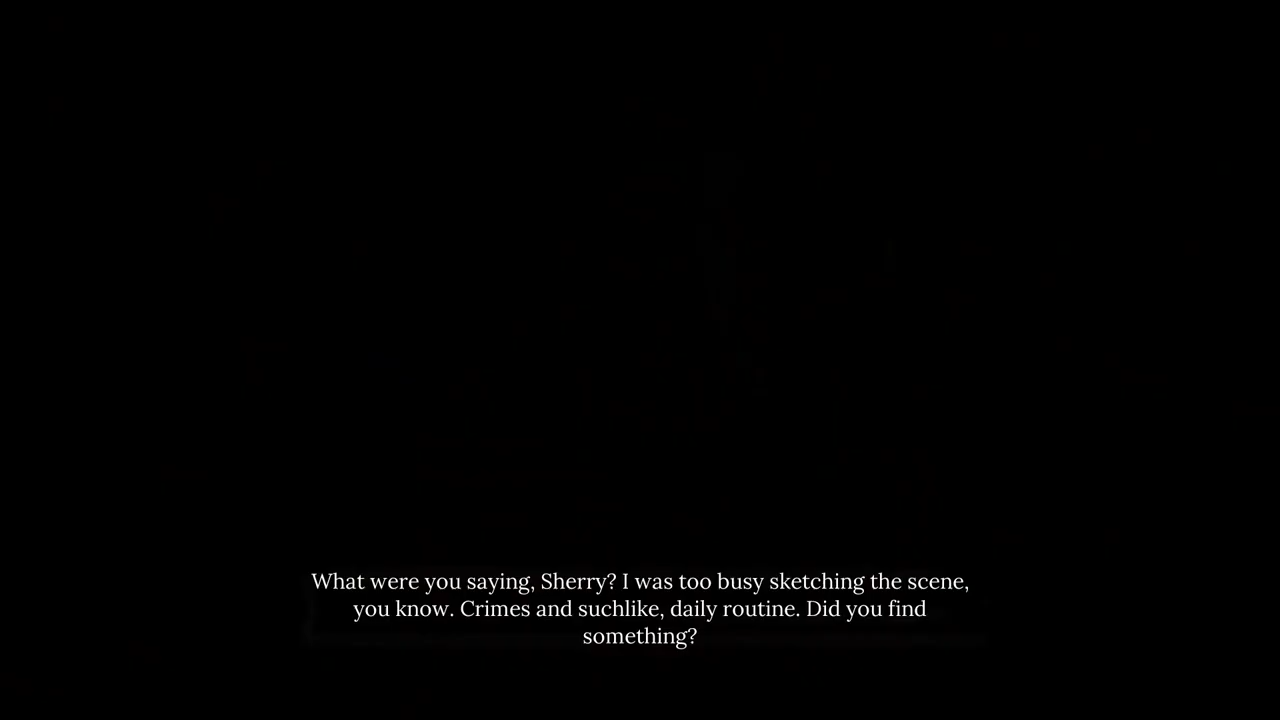 What were you saying, Sherry? I was too busy sketching the scene,
you know. Crimes and suchlike, daily routine. Did you find
something?